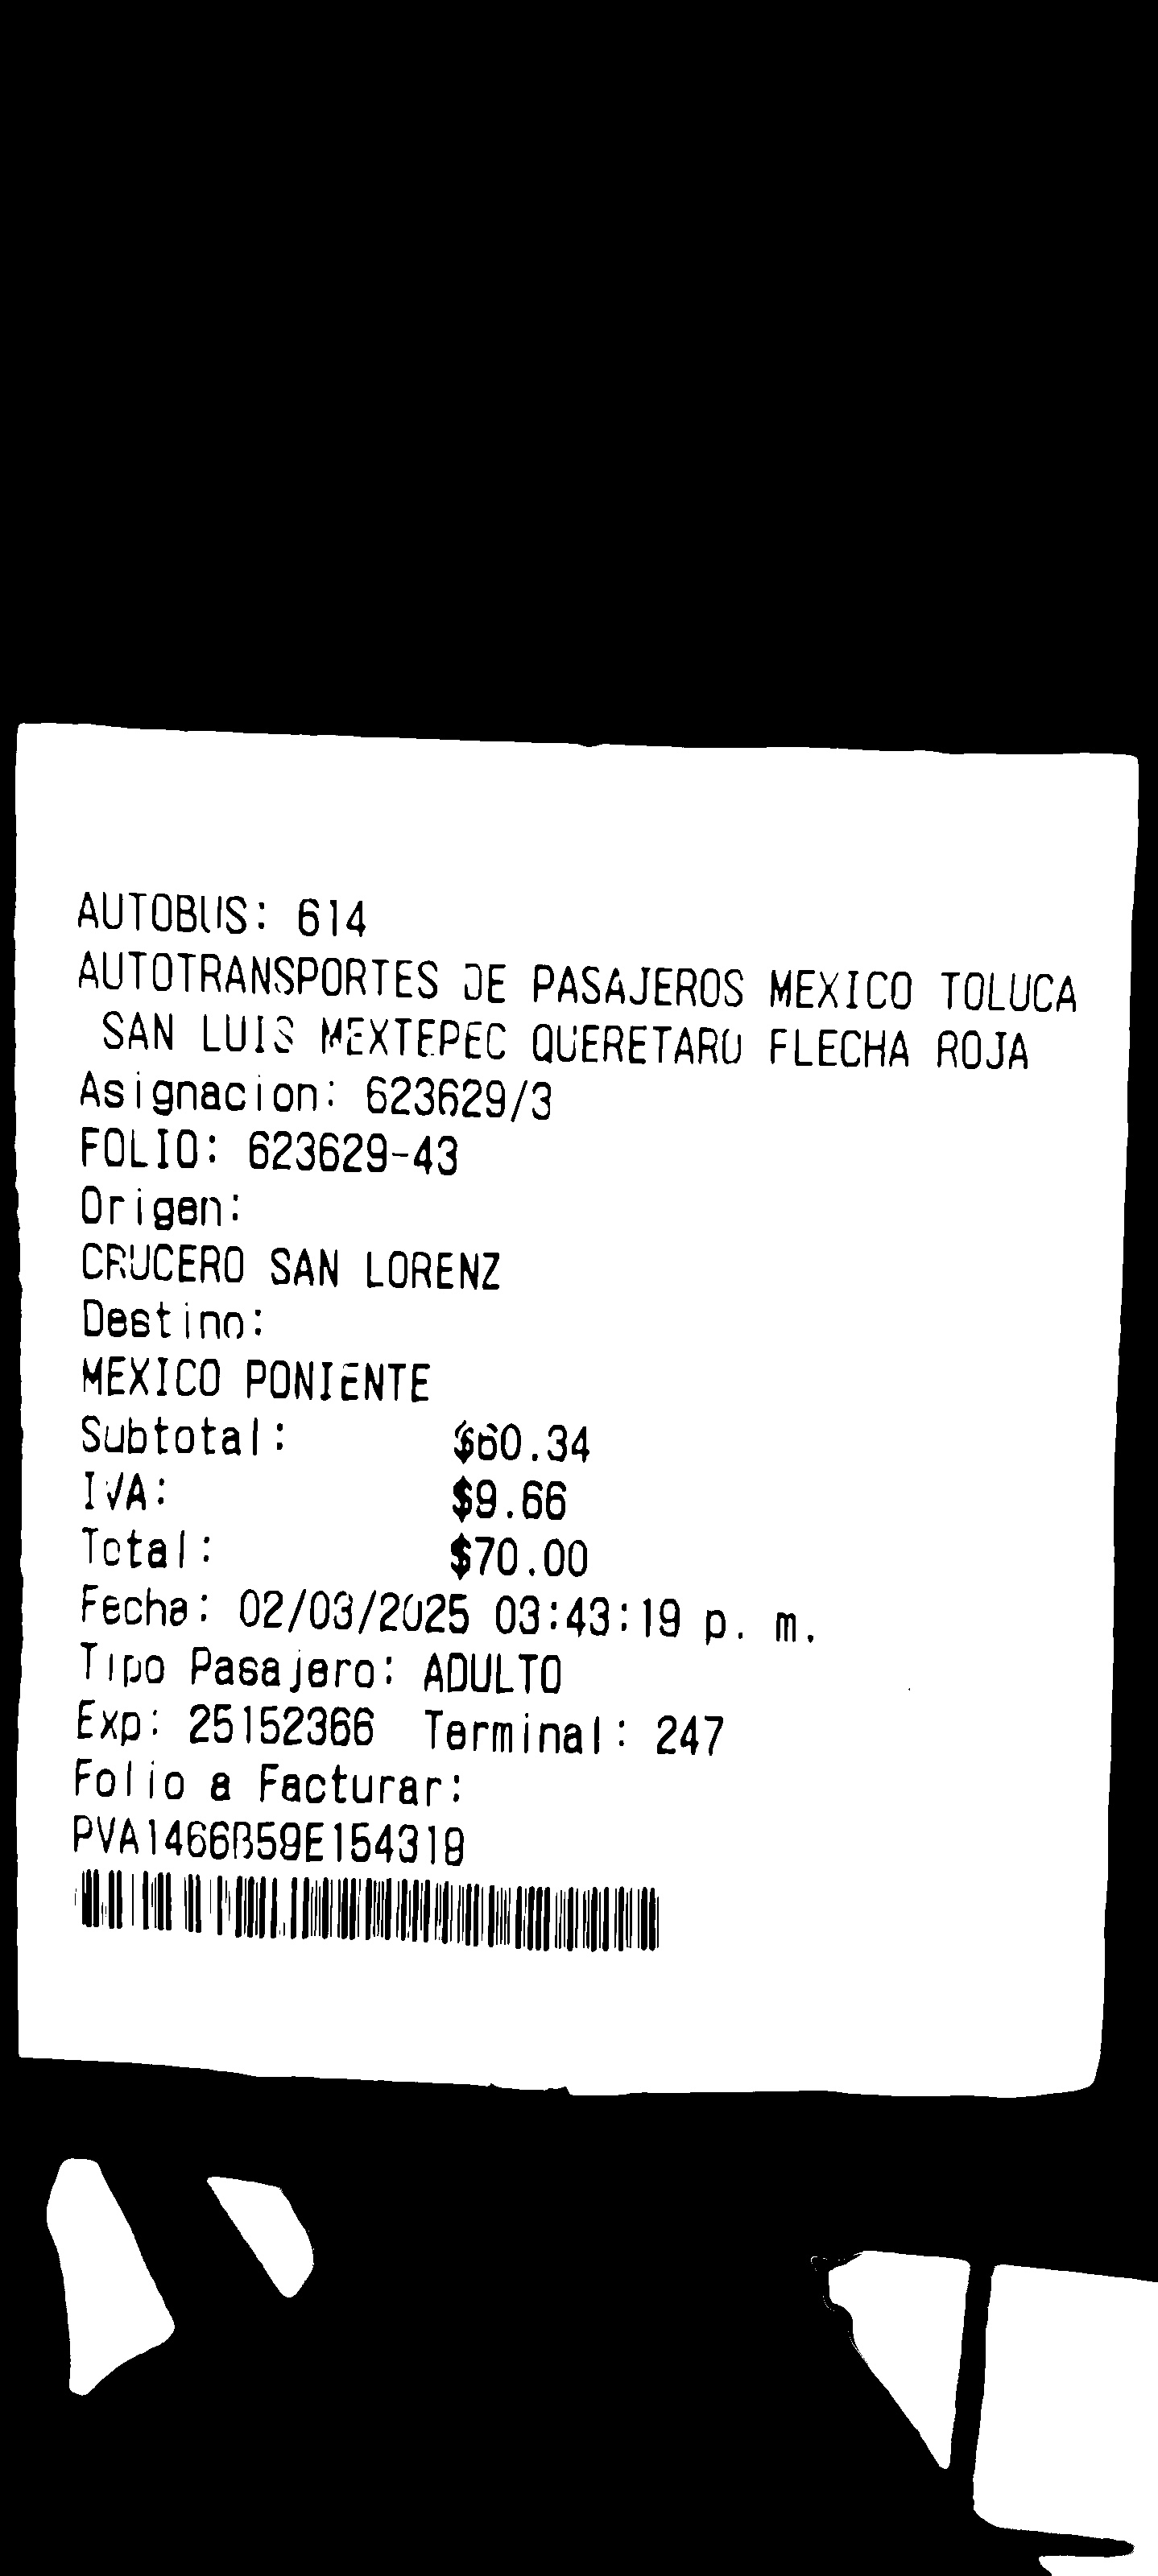 AUTOBUS: 614
AUTOTRANSPORTES DE PASAJEROS MEXICO TOLUCA
SAN LUIS MEXTEPEC QUERETARO FLECHA ROJA
Asignacion: 623629/3
FOLIO: 623629-43
Origen:
CRUCERO SAN LORENZ
Destino:
MEXICO PONIENTE
Subtotal: $60.34
IVA: $9.66
Total: $70.00
Fecha: 02/03/2025 03:43:19 p. m.
Tipo Pasajero: ADULTO
Exp: 25152366 Terminal: 247
Folio a Facturar:
PVA1466B59E154319